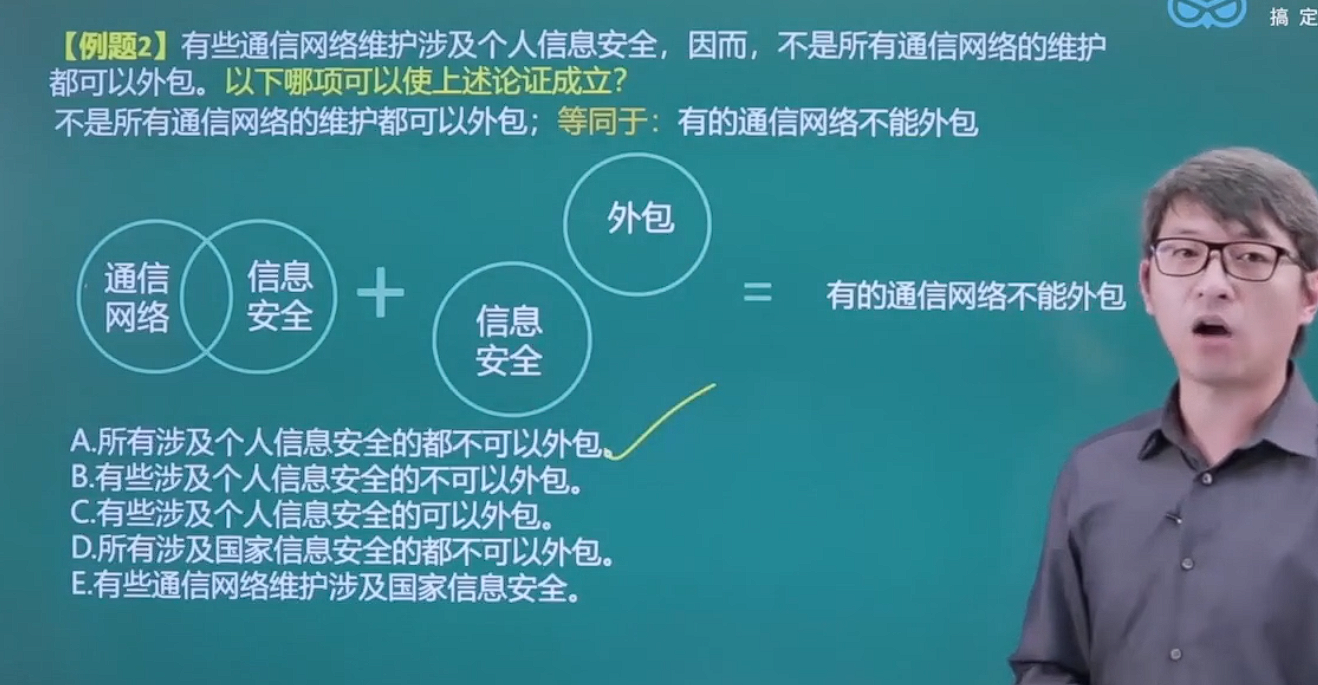 搞定
【例题2】有些通信网络维护涉及个人信息安全，因而，不是所有通信网络的维护
都可以外包。以下哪项可以使上述论证成立？
不是所有通信网络的维护都可以外包；等同于：有的通信网络不能外包
外包
通信
网络
信息
安全
+
信息
安全
=
有的通信网络不能外包
A.所有涉及个人信息安全的都不可以外包。
B.有些涉及个人信息安全的不可以外包。
C.有些涉及个人信息安全的可以外包。
D.所有涉及国家信息安全的都不可以外包。
E.有些通信网络维护涉及国家信息安全。